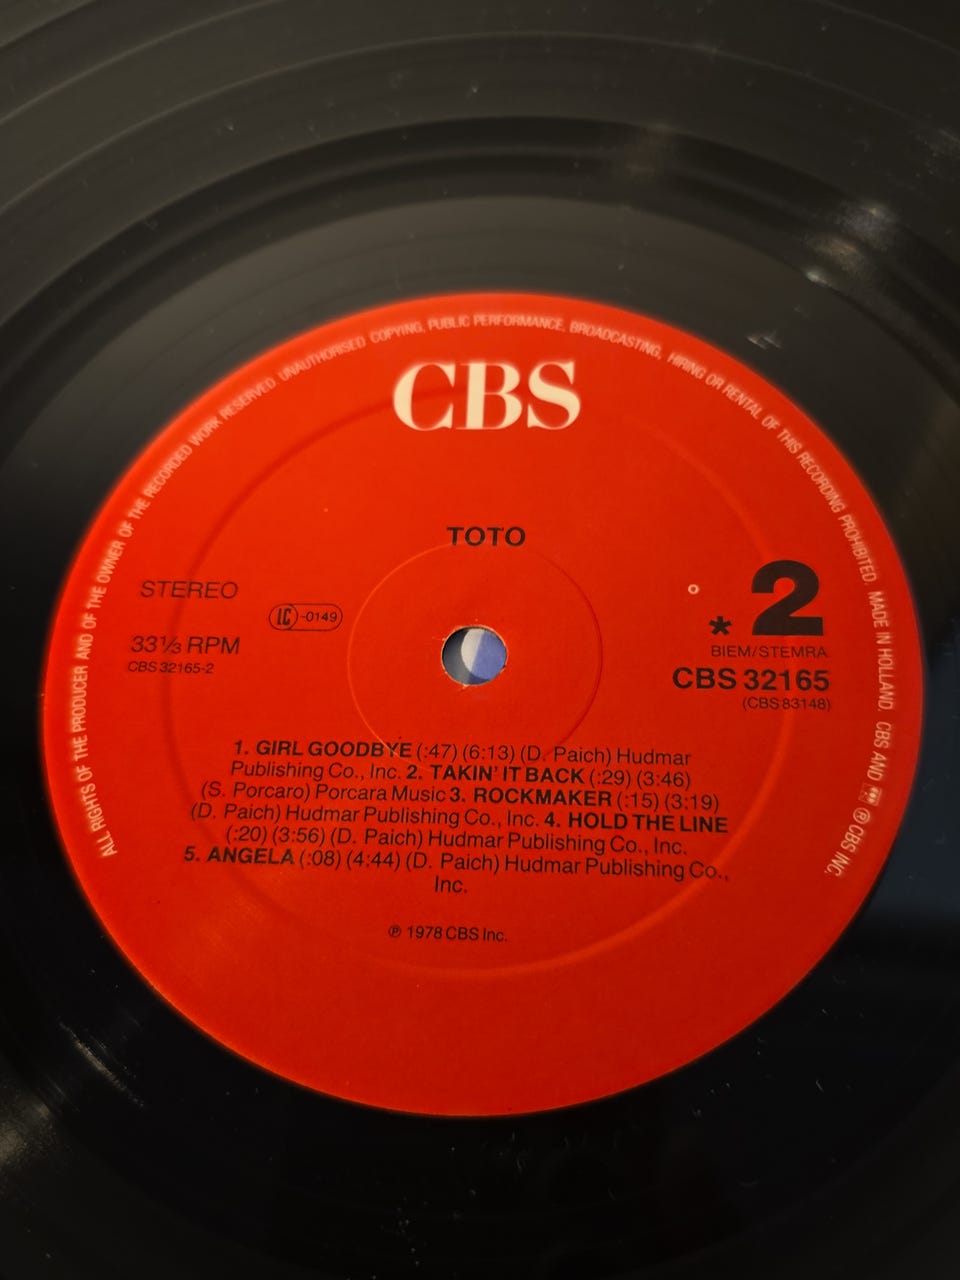 ALL RIGHTS OF THE PRODUCER AND OF THE OWNER OF THE RECORDED WORK RESERVED UNAUTHORISED COPYING, PUBLIC PERFORMANCE, BROADCASTING, HIRING OR RENTAL OF THIS RECORDING PROHIBITED. MADE IN HOLLAND. CBS AND ® CBS INC.
CBS
TOTO
STEREO
LC-0149
33⅓ RPM
CBS 32165-2
* 2
BIEM/STEMRA
CBS 32165
(CBS 83148)
1. GIRL GOODBYE (:47) (6:13) (D. Paich) Hudmar
Publishing Co., Inc. 2. TAKIN' IT BACK (:29) (3:46)
(S. Porcaro) Porcara Music 3. ROCKMAKER (:15) (3:19)
(D. Paich) Hudmar Publishing Co., Inc. 4. HOLD THE LINE
(:20) (3:56) (D. Paich) Hudmar Publishing Co., Inc.
5. ANGELA (:08) (4:44) (D. Paich) Hudmar Publishing Co.,
Inc.
℗ 1978 CBS Inc.